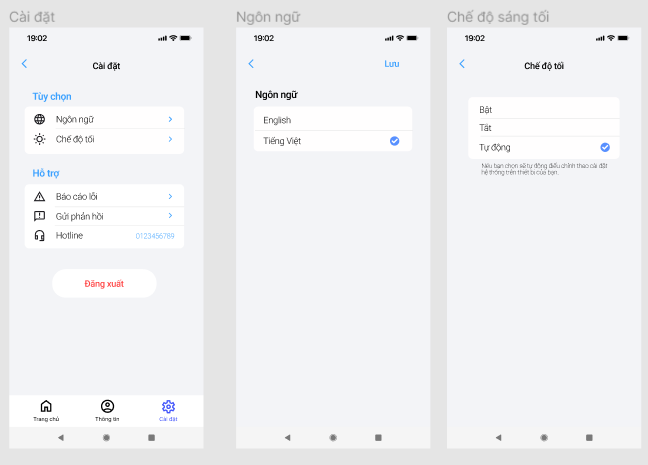 Cài đặt
19:02
Cài đặt
Tùy chọn
Ngôn ngữ
Chế độ tối
Hỗ trợ
Báo cáo lỗi
Gửi phản hồi
Hotline 0123456789
Đăng xuất
Trang chủ Thông tin Cài đặt
Ngôn ngữ
19:02
Lưu
Ngôn ngữ
English
Tiếng Việt
Chế độ sáng tối
19:02
Chế độ tối
Bật
Tắt
Tự động
Nếu bạn chọn sẽ tự động điều chỉnh theo cài đặt
hệ thống trên thiết bị của bạn.